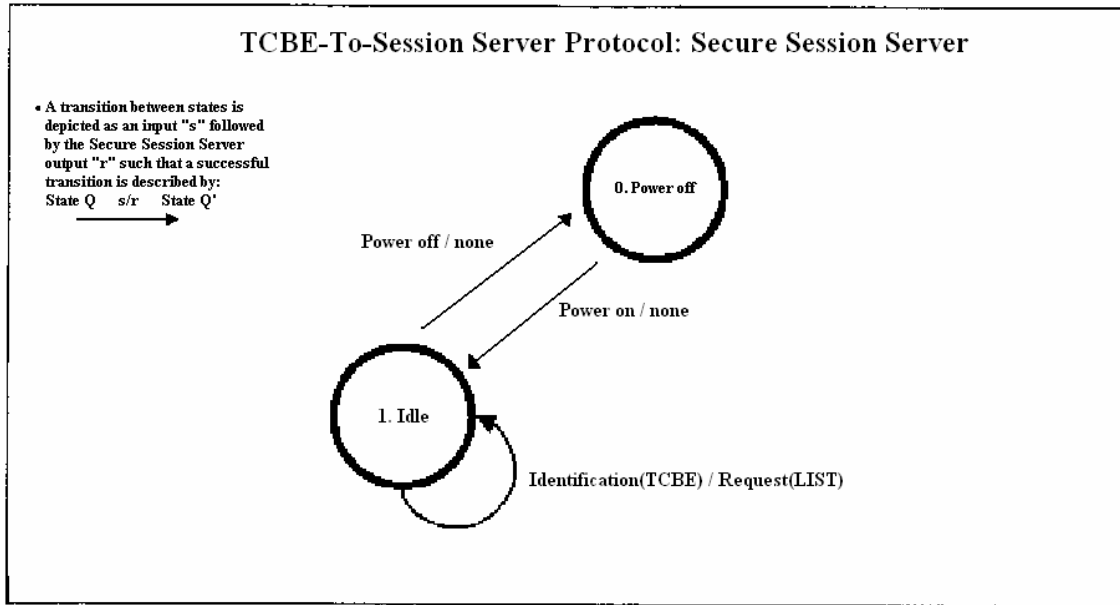 TCBE-To-Session Server Protocol: Secure Session Server
• A transition between states is
depicted as an input "s" followed
by the Secure Session Server
output "r" such that a successful
transition is described by:
State Q s/r State Q'
0. Power off
Power off / none
Power on / none
1. Idle
Identification(TCBE) / Request(LIST)